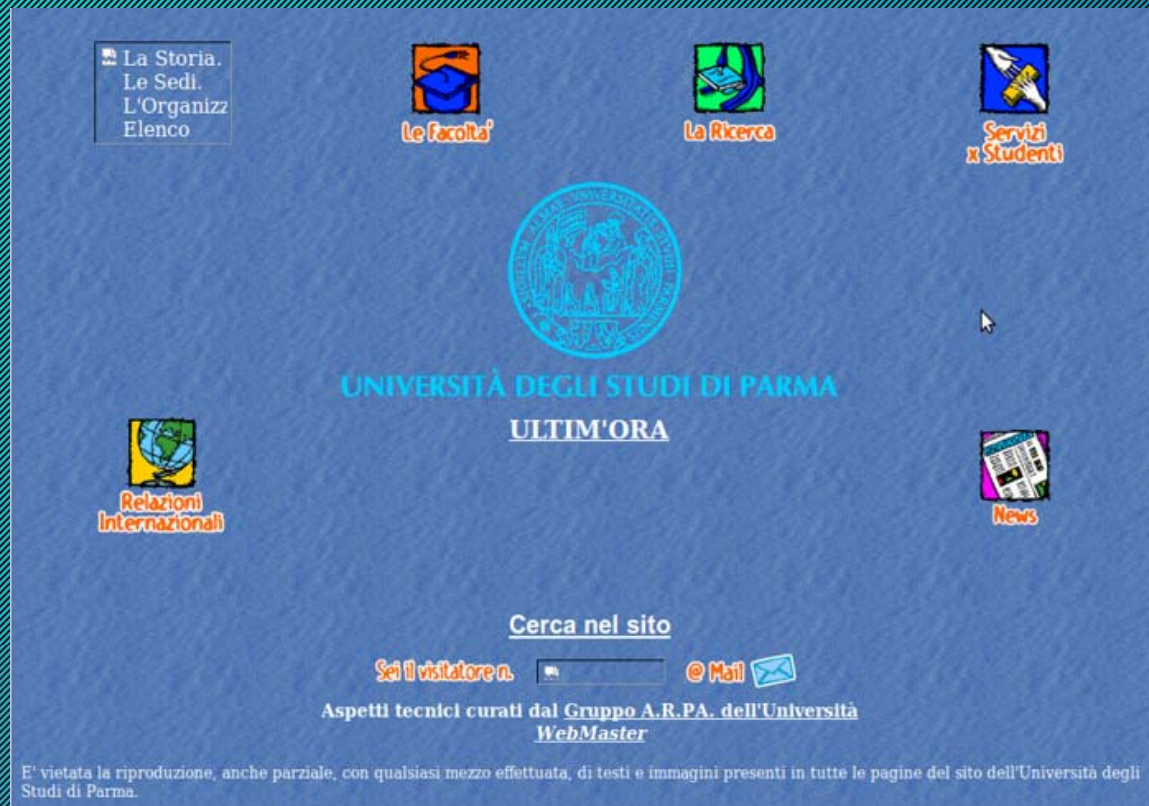 La Storia.
Le Sedi.
L'Organizz
Elenco
Le Facolta'
La Ricerca
Servizi
x Studenti
UNIVERSITÀ DEGLI STUDI DI PARMA
ULTIM'ORA
Relazioni
Internazionali
News
Cerca nel sito
Sei il visitatore n.
@ Mail
Aspetti tecnici curati dal Gruppo A.R.PA. dell'Università
WebMaster
E' vietata la riproduzione, anche parziale, con qualsiasi mezzo effettuata, di testi e immagini presenti in tutte le pagine del sito dell'Università degli
Studi di Parma.